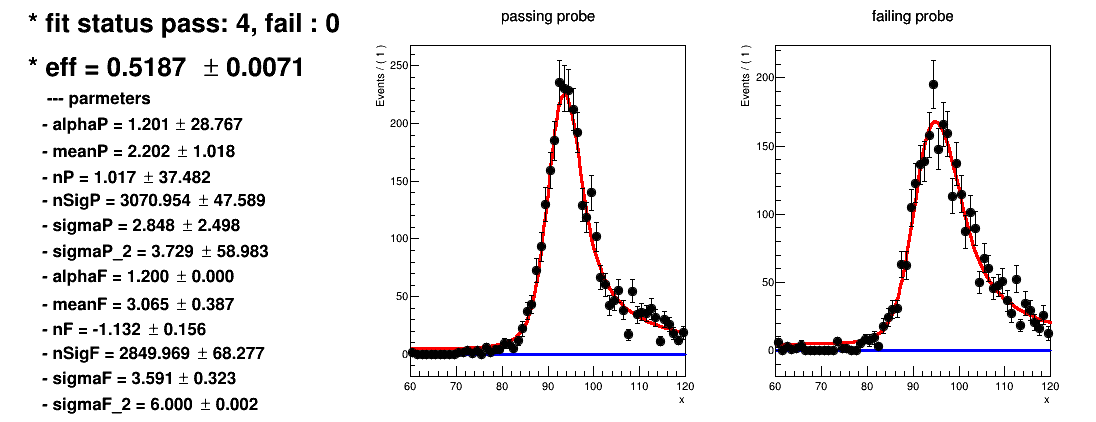 * fit status pass: 4, fail : 0
* eff = 0.5187 ± 0.0071
--- parmeters
- alphaP = 1.201 ± 28.767
- meanP = 2.202 ± 1.018
- nP = 1.017 ± 37.482
- nSigP = 3070.954 ± 47.589
- sigmaP = 2.848 ± 2.498
- sigmaP_2 = 3.729 ± 58.983
- alphaF = 1.200 ± 0.000
- meanF = 3.065 ± 0.387
- nF = -1.132 ± 0.156
- nSigF = 2849.969 ± 68.277
- sigmaF = 3.591 ± 0.323
- sigmaF_2 = 6.000 ± 0.002
passing probe
Events / ( 1 )
250
200
150
100
50
0
60 70 80 90 100 110 120
x
failing probe
Events / ( 1 )
200
150
100
50
0
60 70 80 90 100 110 120
x